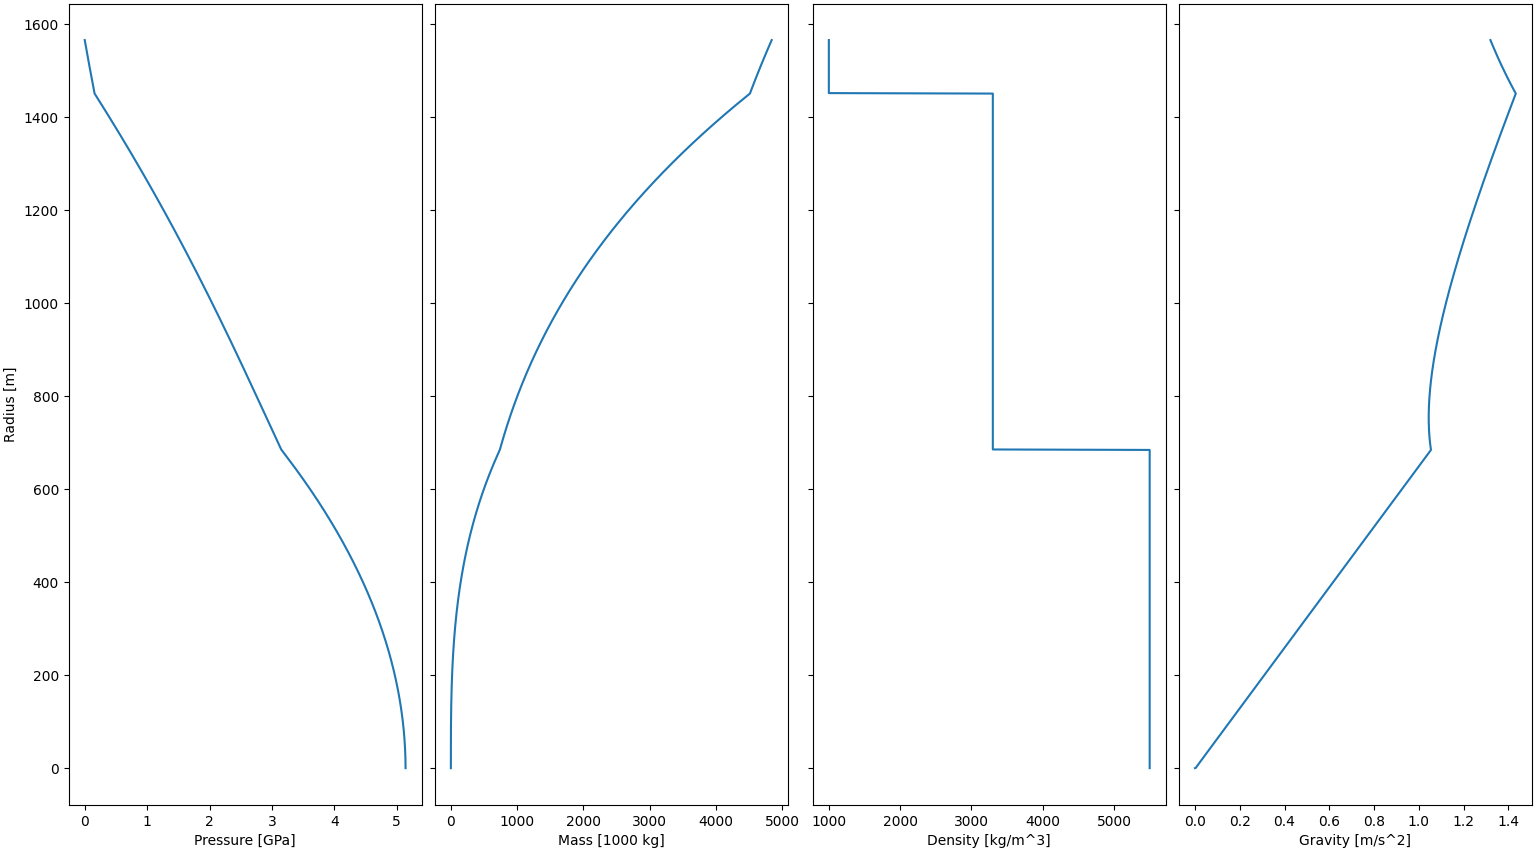 Radius [m]
1600
1400
1200
1000
800
600
400
200
0
0 1 2 3 4 5
Pressure [GPa]
0 1000 2000 3000 4000 5000
Mass [1000 kg]
1000 2000 3000 4000 5000
Density [kg/m^3]
0.0 0.2 0.4 0.6 0.8 1.0 1.2 1.4
Gravity [m/s^2]